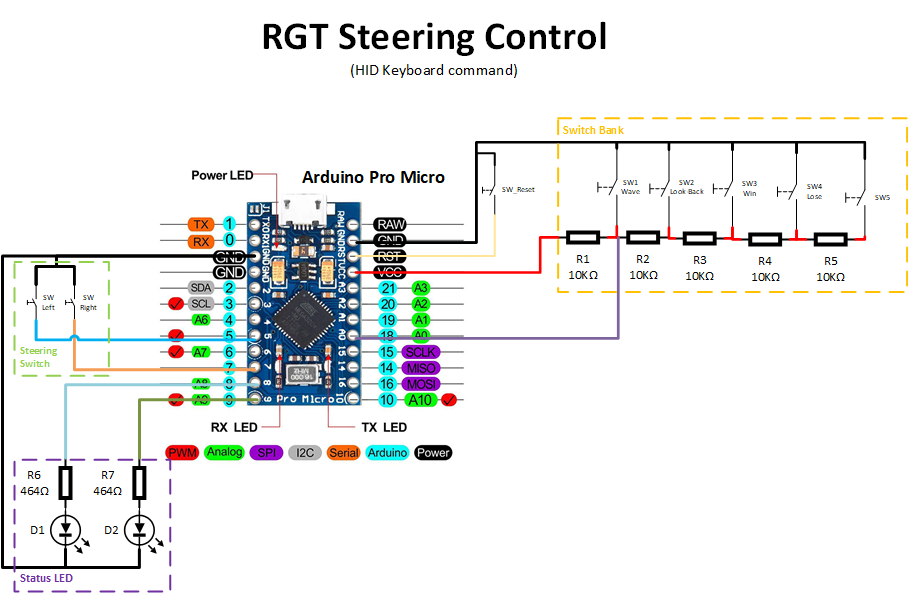 RGT Steering Control
(HID Keyboard command)
Switch Bank
Power LED
Arduino Pro Micro
SW_Reset
SW1
Wave
SW2
Look Back
SW3
Win
SW4
Lose
SW5
TX 1
RX 0
GND
GND
SDA 2
SCL 3
A6 4
5
A7 6
7
A8 8
A9 9
RAW
GND
RST
VCC
21 A3
20 A2
19 A1
18 A0
15 SCLK
14 MISO
16 MOSI
10 A10
R1
10KΩ
R2
10KΩ
R3
10KΩ
R4
10KΩ
R5
10KΩ
SW
Left
SW
Right
Steering
Switch
Pro Micro
RX LED
TX LED
PWM Analog SPI I2C Serial Arduino Power
R6
464Ω
R7
464Ω
D1
D2
Status LED